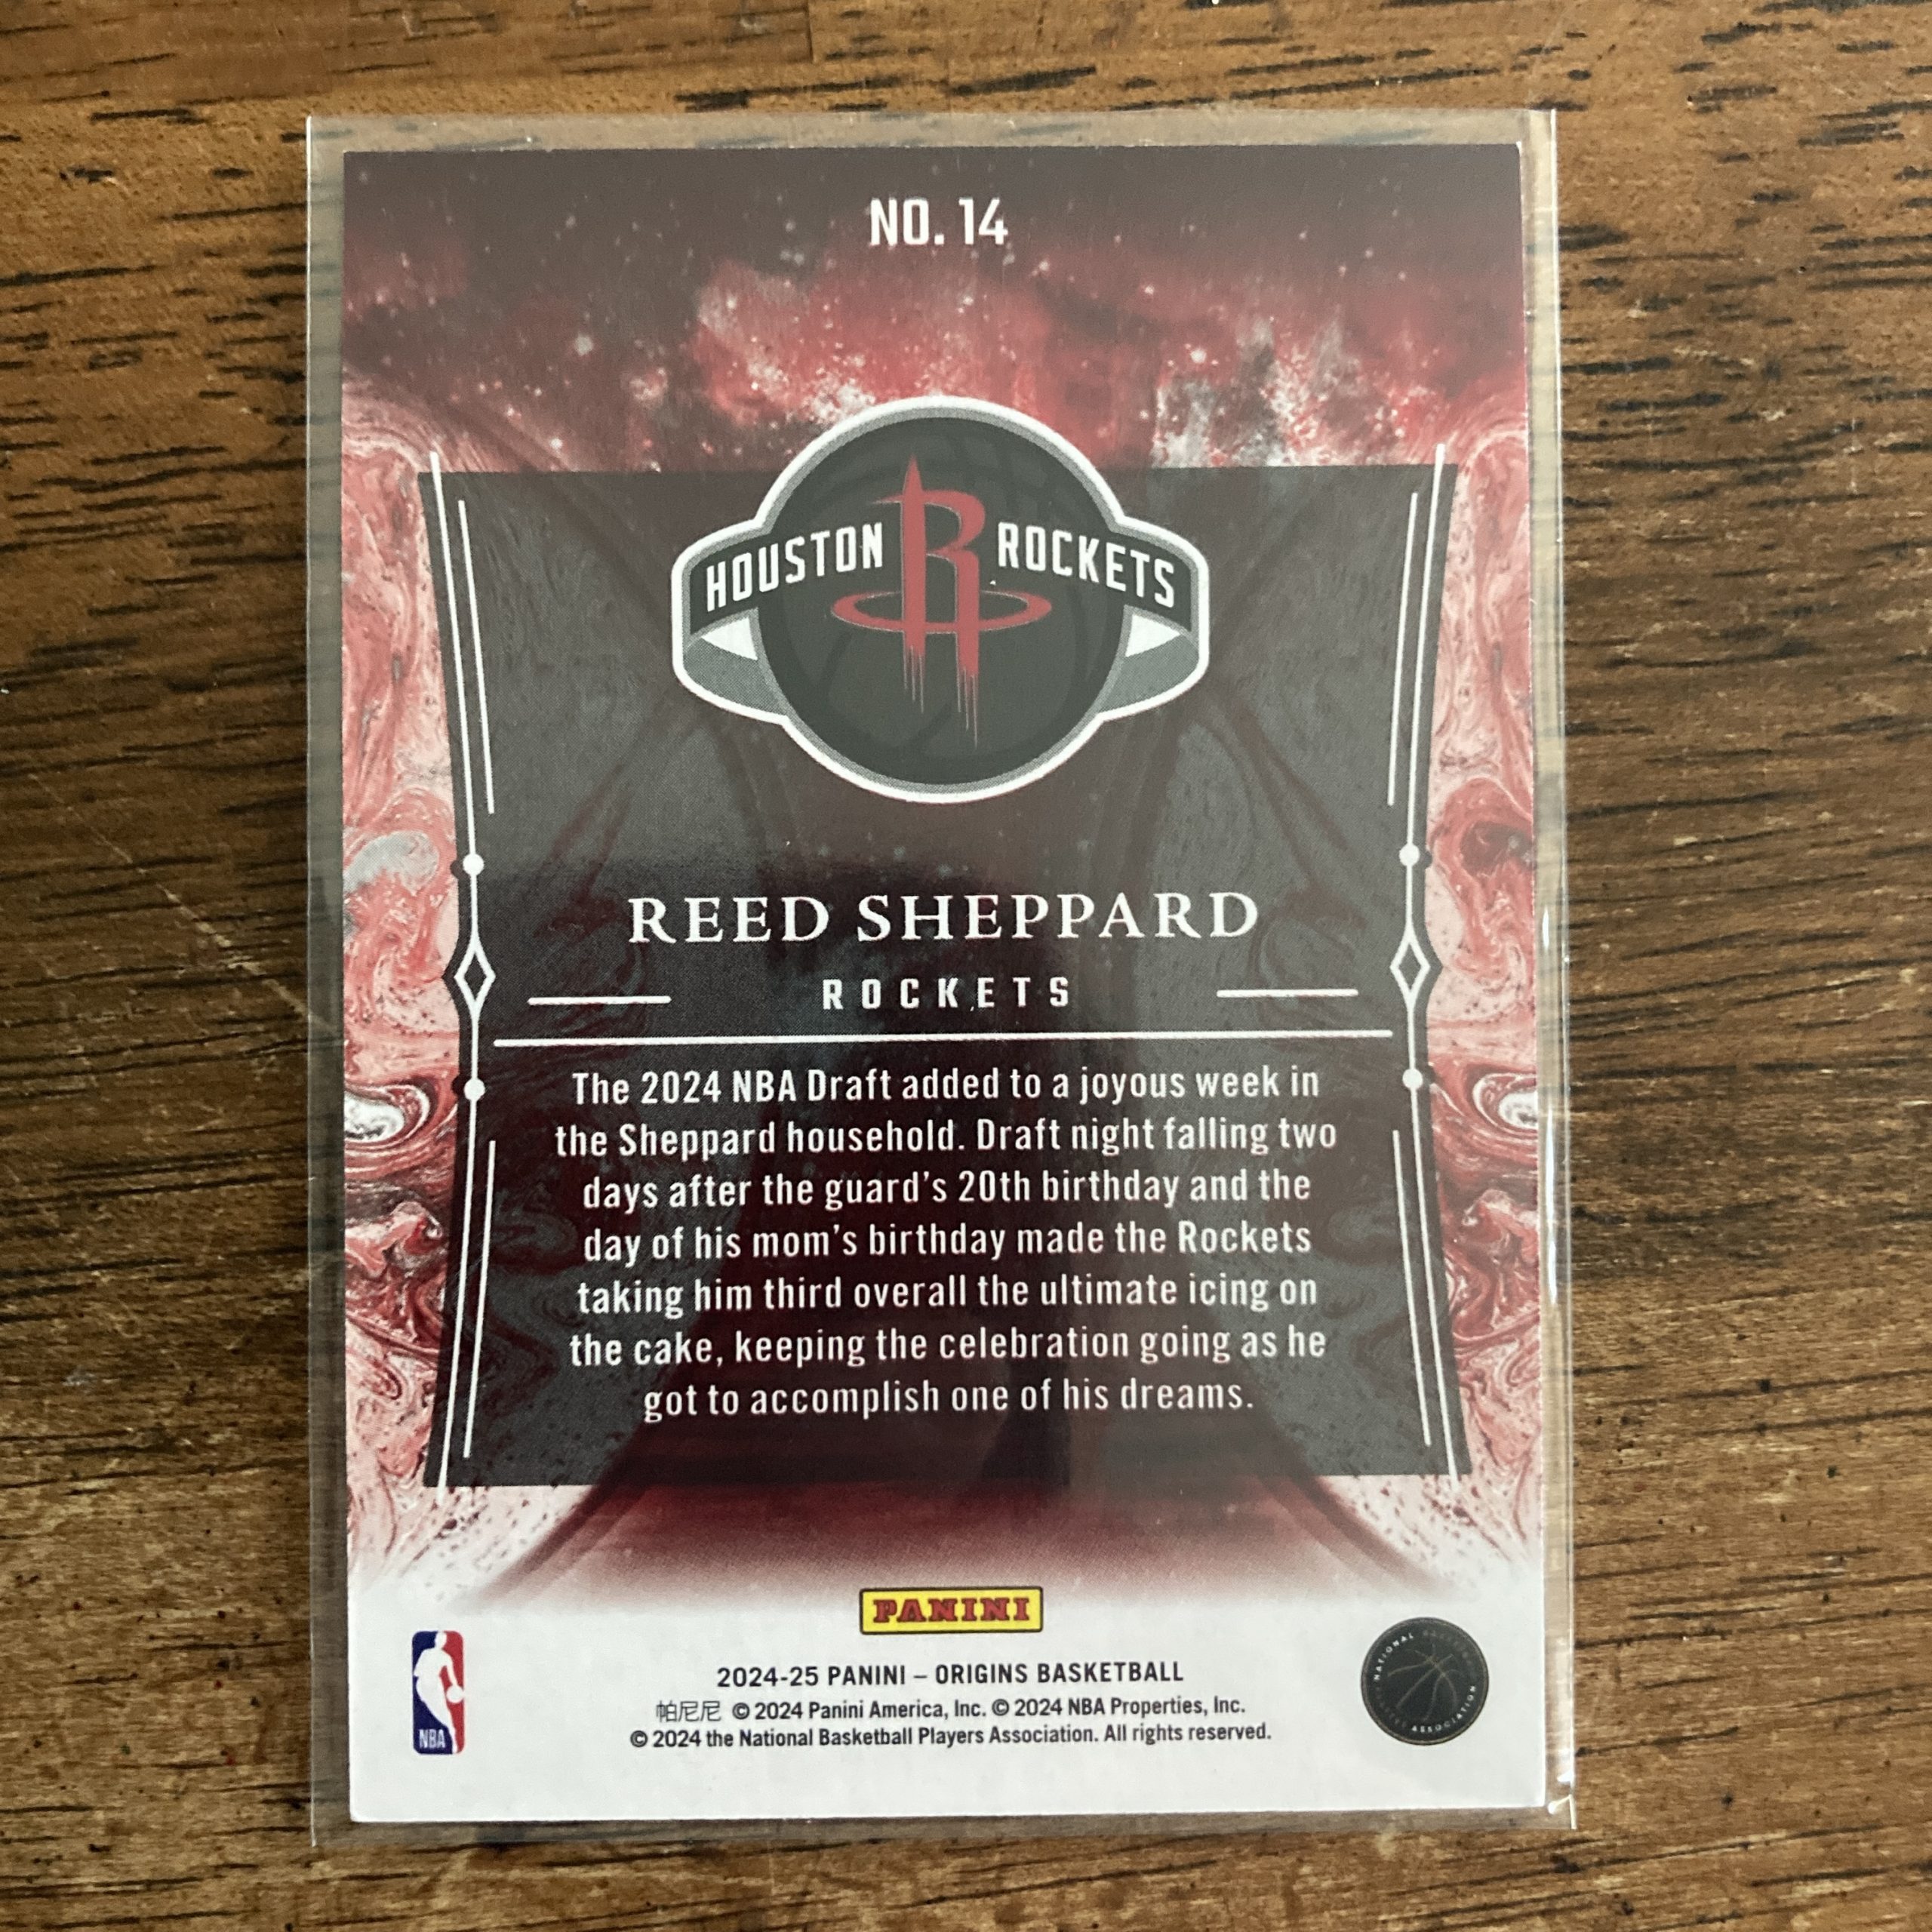 NO. 14
HOUSTON ROCKETS
REED SHEPPARD
ROCKETS
The 2024 NBA Draft added to a joyous week in
the Sheppard household. Draft night falling two
days after the guard's 20th birthday and the
day of his mom's birthday made the Rockets
taking him third overall the ultimate icing on
the cake, keeping the celebration going as he
got to accomplish one of his dreams.
PANINI
2024-25 PANINI – ORIGINS BASKETBALL
帕尼尼 © 2024 Panini America, Inc. © 2024 NBA Properties, Inc.
© 2024 the National Basketball Players Association. All rights reserved.
NBA
NATIONAL BASKETBALL
PLAYERS ASSOCIATION